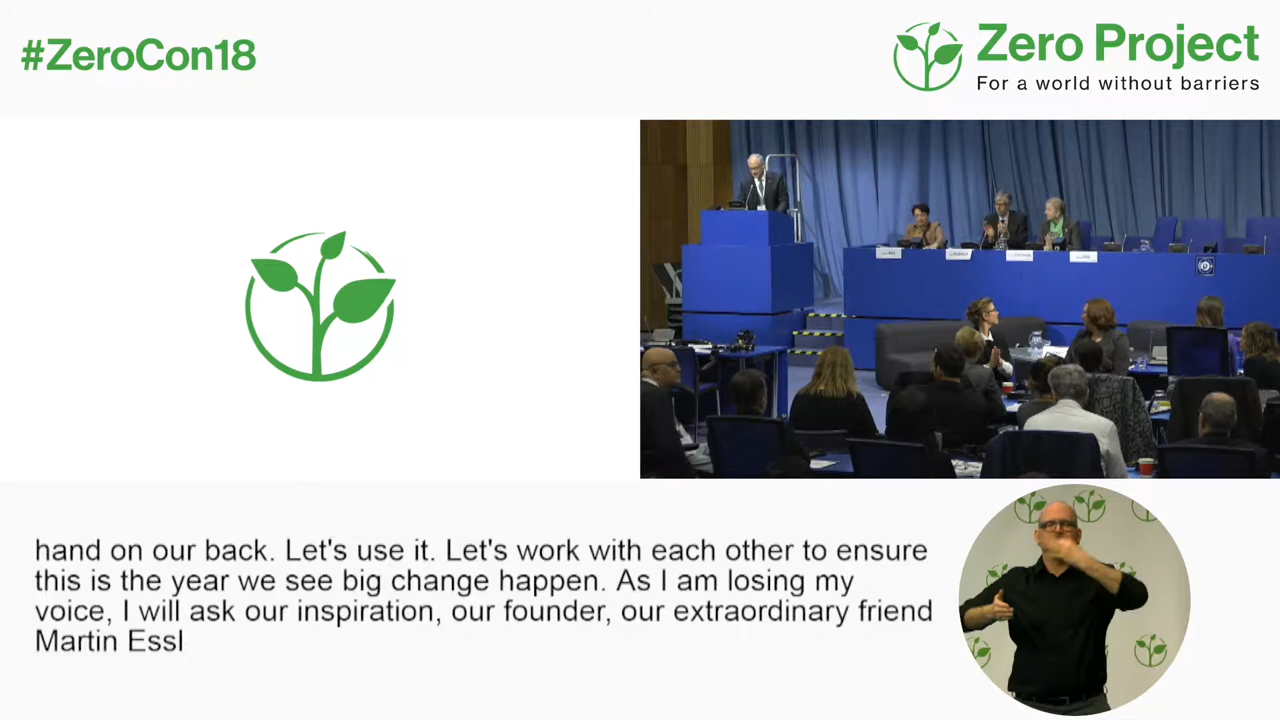 #ZeroCon18
Zero Project
For a world without barriers
hand on our back. Let's use it. Let's work with each other to ensure
this is the year we see big change happen. As I am losing my
voice, I will ask our inspiration, our founder, our extraordinary friend
Martin Essl